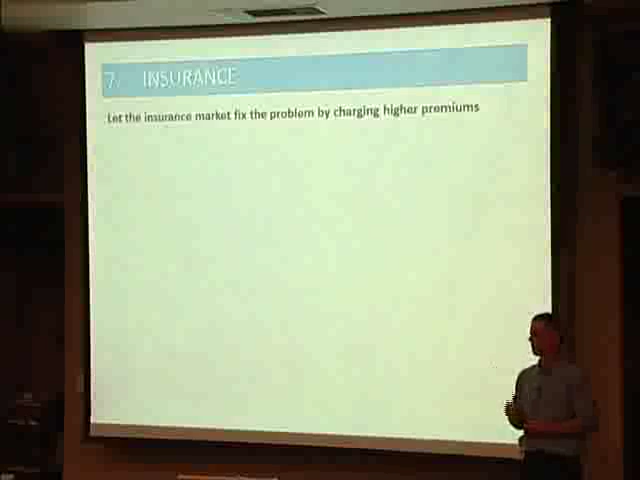 7. INSURANCE
Let the insurance market fix the problem by charging higher premiums